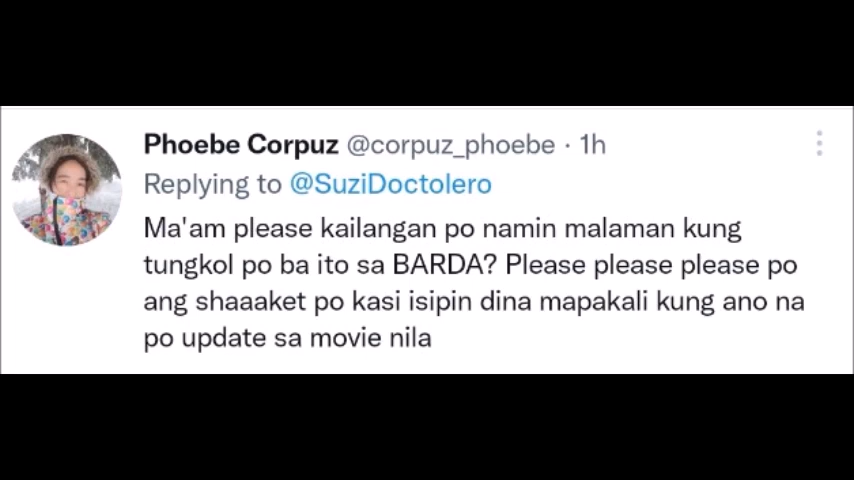 Phoebe Corpuz @corpuz_phoebe · 1h
Replying to @SuziDoctolero
Ma'am please kailangan po namin malaman kung
tungkol po ba ito sa BARDA? Please please please po
ang shaaaket po kasi isipin dina mapakali kung ano na
po update sa movie nila